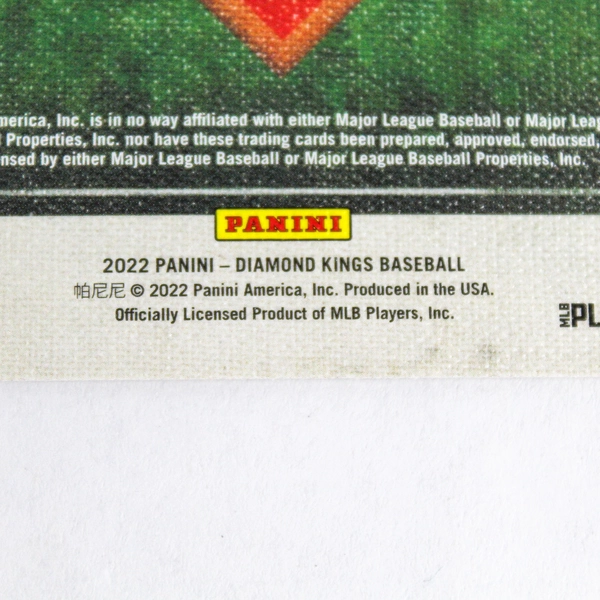 merica, Inc. is in no way affiliated with either Major League Baseball or Major Lea
Properties, Inc. nor have these trading cards been prepared, approved, endorsed,
nsed by either Major League Baseball or Major League Baseball Properties, Inc.
PANINI
2022 PANINI – DIAMOND KINGS BASEBALL
帕尼尼 © 2022 Panini America, Inc. Produced in the USA.
Officially Licensed Product of MLB Players, Inc.
MLB PL